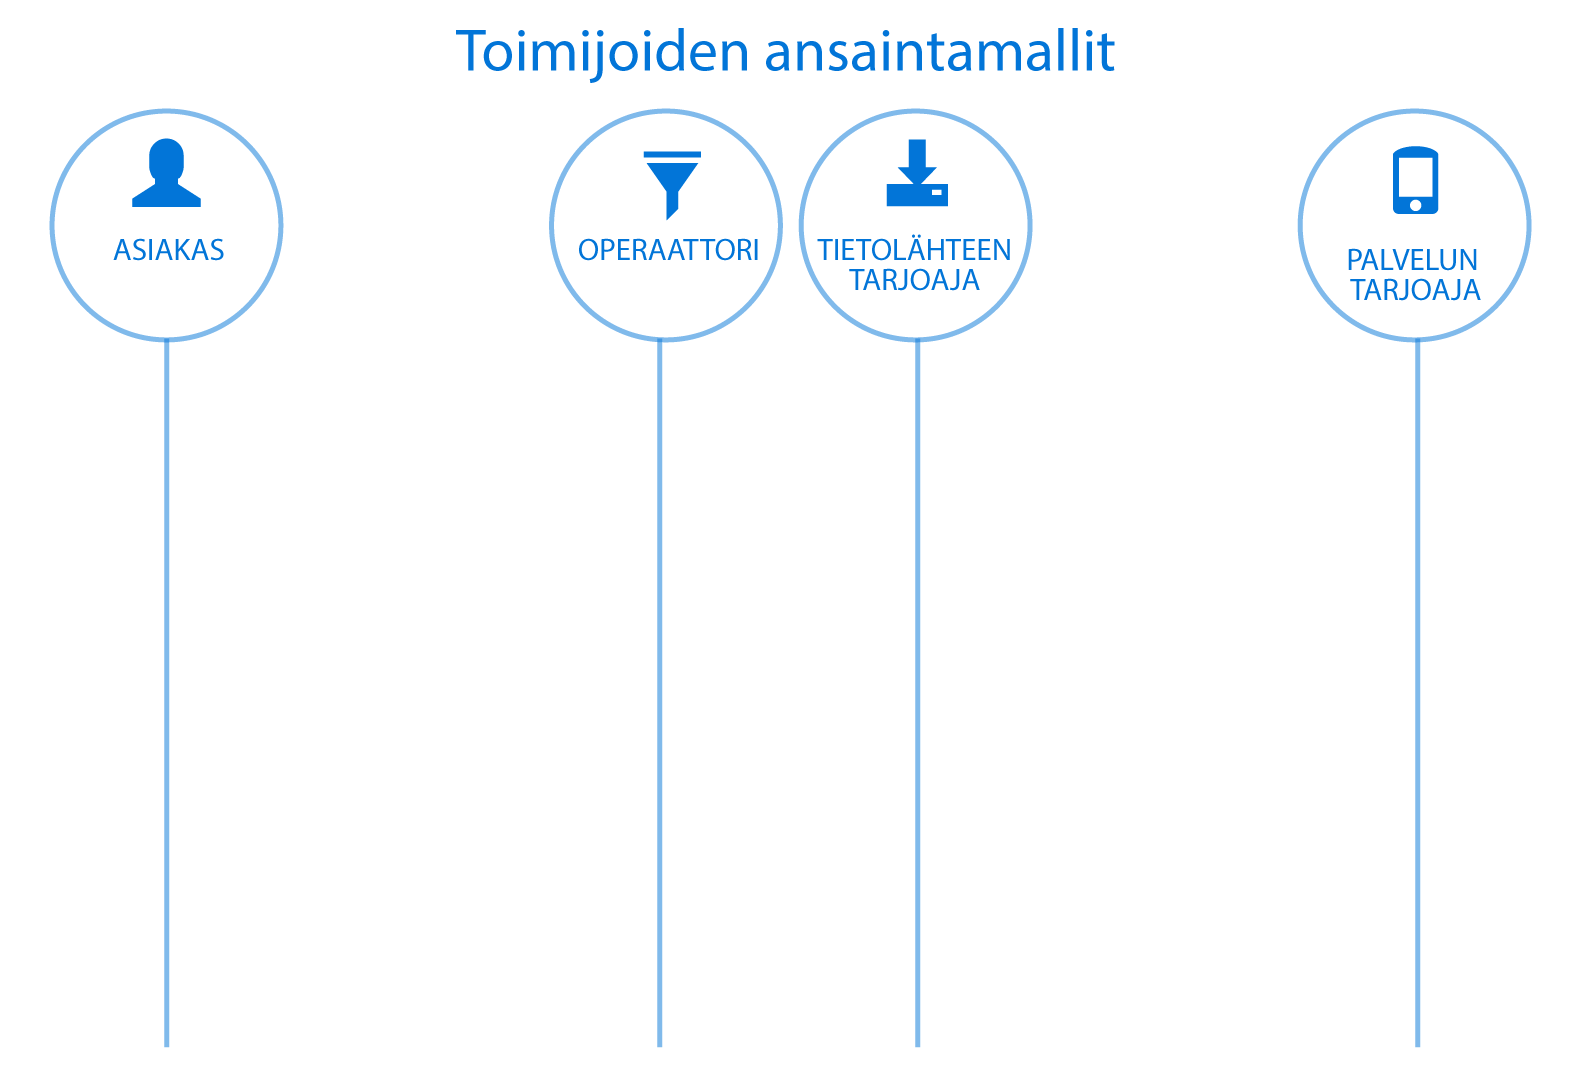 Toimijoiden ansaintamallit
ASIAKAS
OPERAATTORI
TIETOLÄHTEEN
TARJOAJA
PALVELUN
TARJOAJA